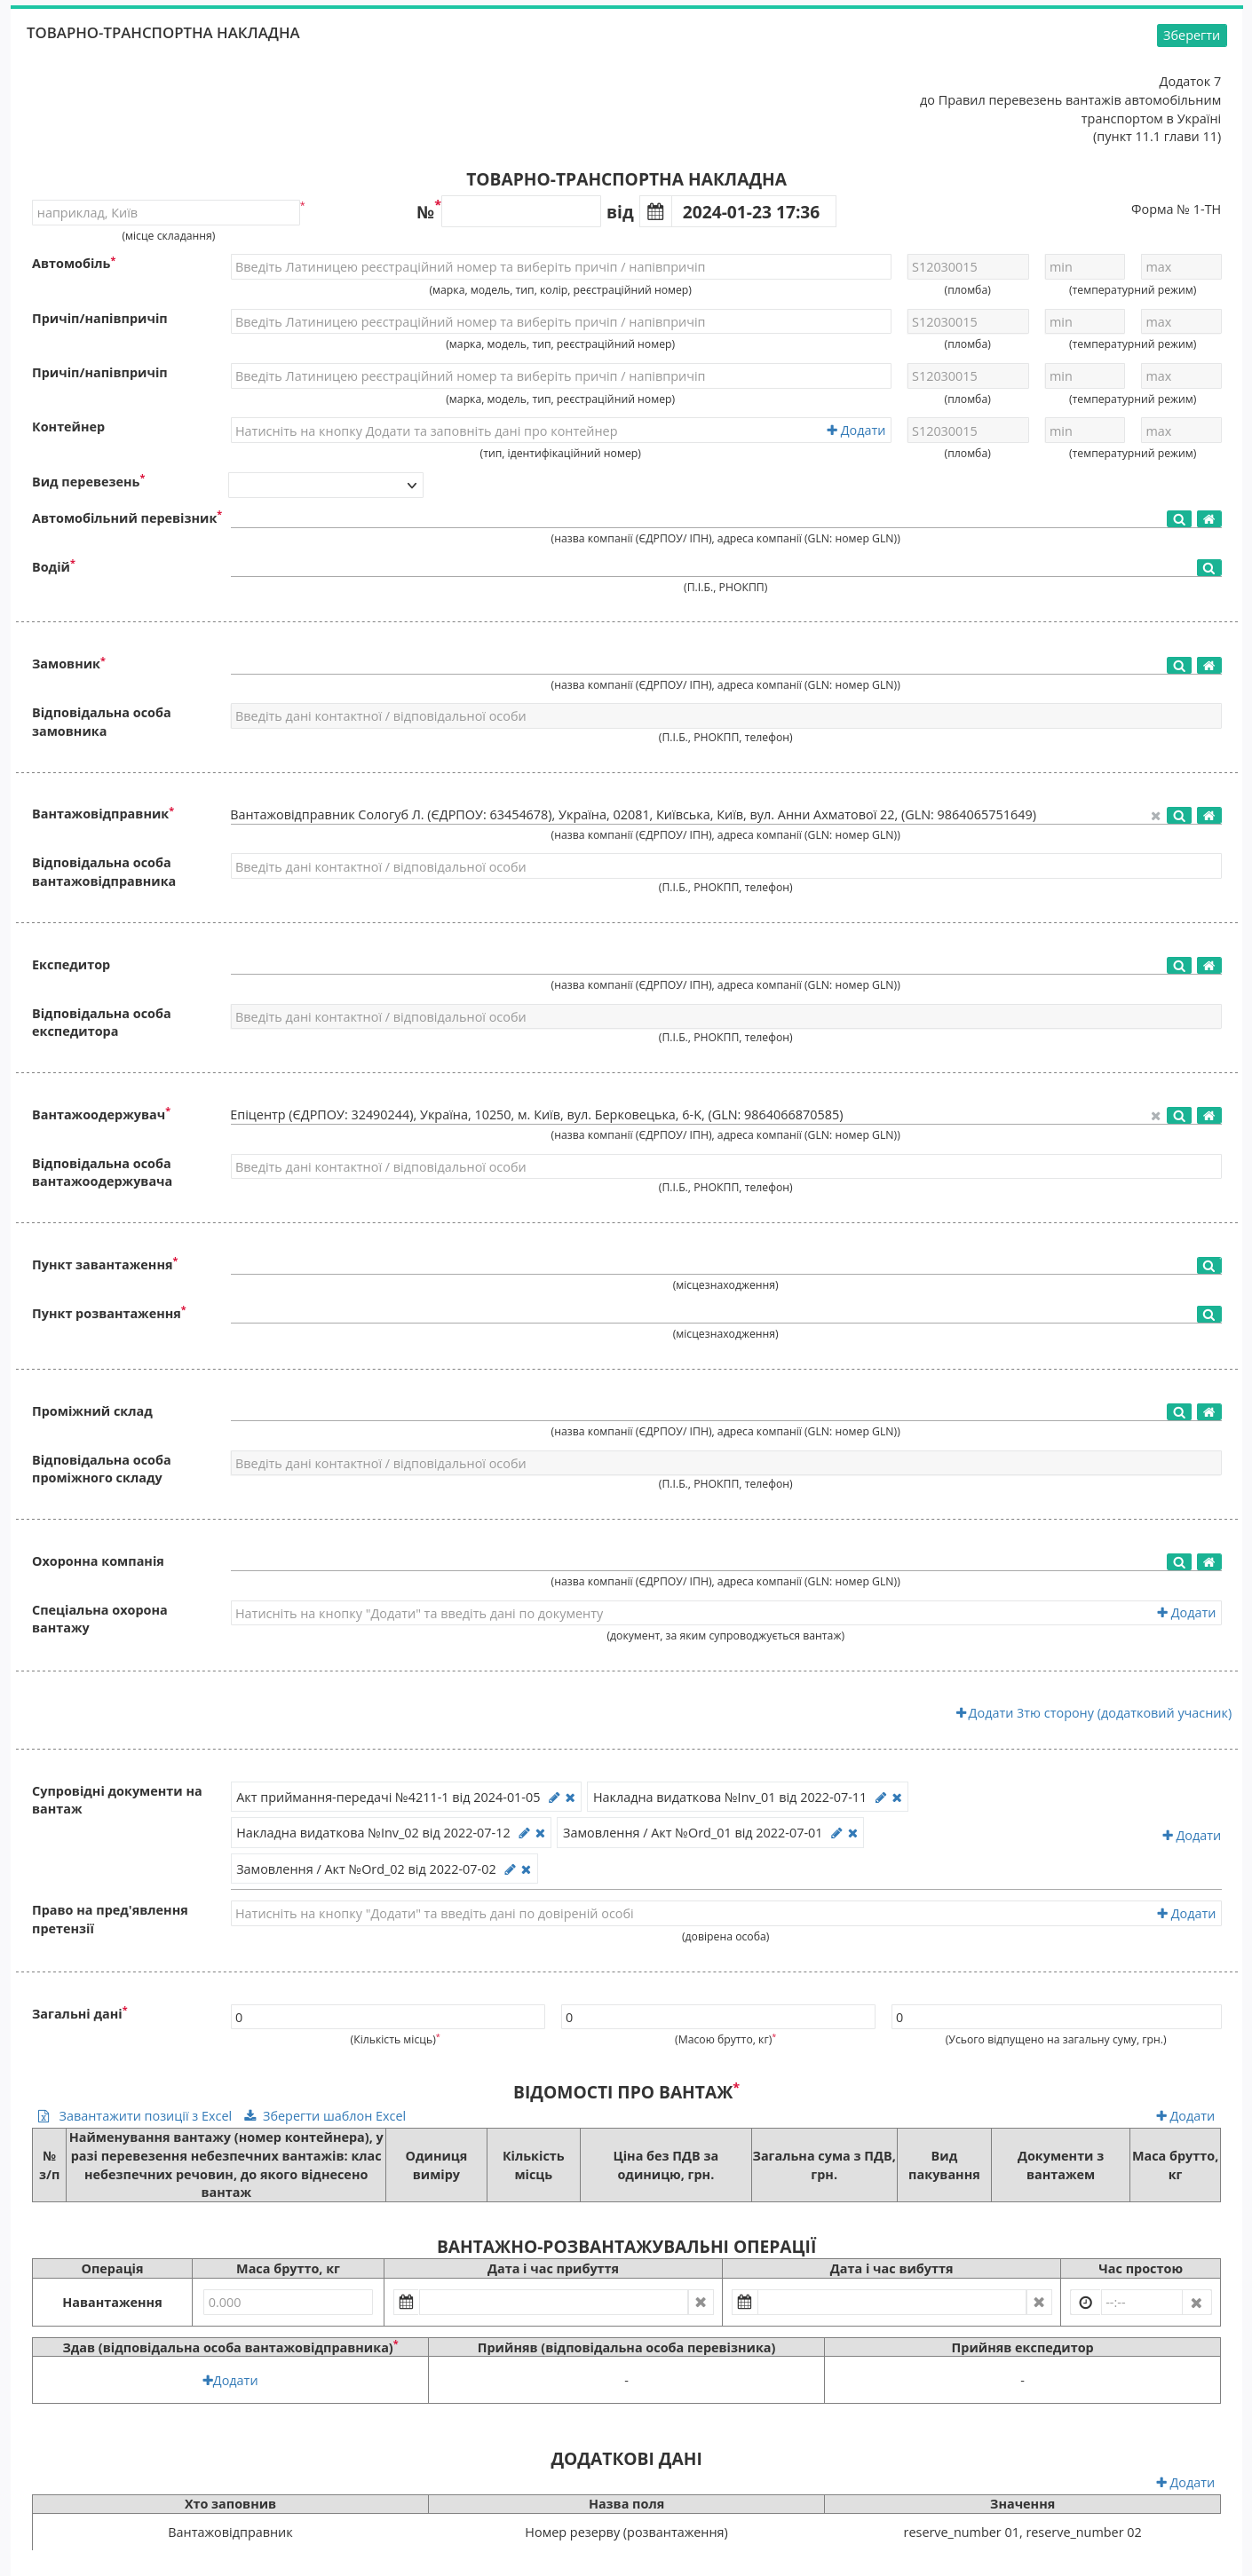 ТОВАРНО-ТРАНСПОРТНА НАКЛАДНА
Зберегти
Додаток 7
до Правил перевезень вантажів автомобільним
транспортом в Україні
(пункт 11.1 глави 11)
ТОВАРНО-ТРАНСПОРТНА НАКЛАДНА
наприклад, Київ * №* від 2024-01-23 17:36 Форма № 1-ТН
(місце складання)
Автомобіль* Введіть Латиницею реєстраційний номер та виберіть причіп / напівпричіп S12030015 min max
(марка, модель, тип, колір, реєстраційний номер) (пломба) (температурний режим)
Причіп/напівпричіп Введіть Латиницею реєстраційний номер та виберіть причіп / напівпричіп S12030015 min max
(марка, модель, тип, реєстраційний номер) (пломба) (температурний режим)
Причіп/напівпричіп Введіть Латиницею реєстраційний номер та виберіть причіп / напівпричіп S12030015 min max
(марка, модель, тип, реєстраційний номер) (пломба) (температурний режим)
Контейнер Натисніть на кнопку Додати та заповніть дані про контейнер Додати S12030015 min max
(тип, ідентифікаційний номер) (пломба) (температурний режим)
Вид перевезень*
Автомобільний перевізник*
(назва компанії (ЄДРПОУ/ ІПН), адреса компанії (GLN: номер GLN))
Водій*
(П.І.Б., РНОКПП)
Замовник*
(назва компанії (ЄДРПОУ/ ІПН), адреса компанії (GLN: номер GLN))
Відповідальна особа
замовника
Введіть дані контактної / відповідальної особи
(П.І.Б., РНОКПП, телефон)
Вантажовідправник* Вантажовідправник Сологуб Л. (ЄДРПОУ: 63454678), Україна, 02081, Київська, Київ, вул. Анни Ахматової 22, (GLN: 9864065751649)
(назва компанії (ЄДРПОУ/ ІПН), адреса компанії (GLN: номер GLN))
Відповідальна особа
вантажовідправника
Введіть дані контактної / відповідальної особи
(П.І.Б., РНОКПП, телефон)
Експедитор
(назва компанії (ЄДРПОУ/ ІПН), адреса компанії (GLN: номер GLN))
Відповідальна особа
експедитора
Введіть дані контактної / відповідальної особи
(П.І.Б., РНОКПП, телефон)
Вантажоодержувач* Епіцентр (ЄДРПОУ: 32490244), Україна, 10250, м. Київ, вул. Берковецька, 6-К, (GLN: 9864066870585)
(назва компанії (ЄДРПОУ/ ІПН), адреса компанії (GLN: номер GLN))
Відповідальна особа
вантажоодержувача
Введіть дані контактної / відповідальної особи
(П.І.Б., РНОКПП, телефон)
Пункт завантаження*
(місцезнаходження)
Пункт розвантаження*
(місцезнаходження)
Проміжний склад
(назва компанії (ЄДРПОУ/ ІПН), адреса компанії (GLN: номер GLN))
Відповідальна особа
проміжного складу
Введіть дані контактної / відповідальної особи
(П.І.Б., РНОКПП, телефон)
Охоронна компанія
(назва компанії (ЄДРПОУ/ ІПН), адреса компанії (GLN: номер GLN))
Спеціальна охорона
вантажу
Натисніть на кнопку "Додати" та введіть дані по документу Додати
(документ, за яким супроводжується вантаж)
Додати 3тю сторону (додатковий учасник)
Супровідні документи на
вантаж
Акт приймання-передачі №4211-1 від 2024-01-05 Накладна видаткова №Inv_01 від 2022-07-11
Накладна видаткова №Inv_02 від 2022-07-12 Замовлення / Акт №Ord_01 від 2022-07-01 Додати
Замовлення / Акт №Ord_02 від 2022-07-02
Право на пред'явлення
претензії
Натисніть на кнопку "Додати" та введіть дані по довіреній особі Додати
(довірена особа)
Загальні дані* 0 0 0
(Кількість місць)* (Масою брутто, кг)* (Усього відпущено на загальну суму, грн.)
ВІДОМОСТІ ПРО ВАНТАЖ*
Завантажити позиції з Excel Зберегти шаблон Excel Додати
№
з/п
Найменування вантажу (номер контейнера), у
разі перевезення небезпечних вантажів: клас
небезпечних речовин, до якого віднесено
вантаж
Одиниця
виміру
Кількість
місць
Ціна без ПДВ за
одиницю, грн.
Загальна сума з ПДВ,
грн.
Вид
пакування
Документи з
вантажем
Маса брутто,
кг
ВАНТАЖНО-РОЗВАНТАЖУВАЛЬНІ ОПЕРАЦІЇ
Операція Маса брутто, кг Дата і час прибуття Дата і час вибуття Час простою
Навантаження 0.000 --:--
Здав (відповідальна особа вантажовідправника)* Прийняв (відповідальна особа перевізника) Прийняв експедитор
Додати - -
ДОДАТКОВІ ДАНІ
Додати
Хто заповнив Назва поля Значення
Вантажовідправник Номер резерву (розвантаження) reserve_number 01, reserve_number 02